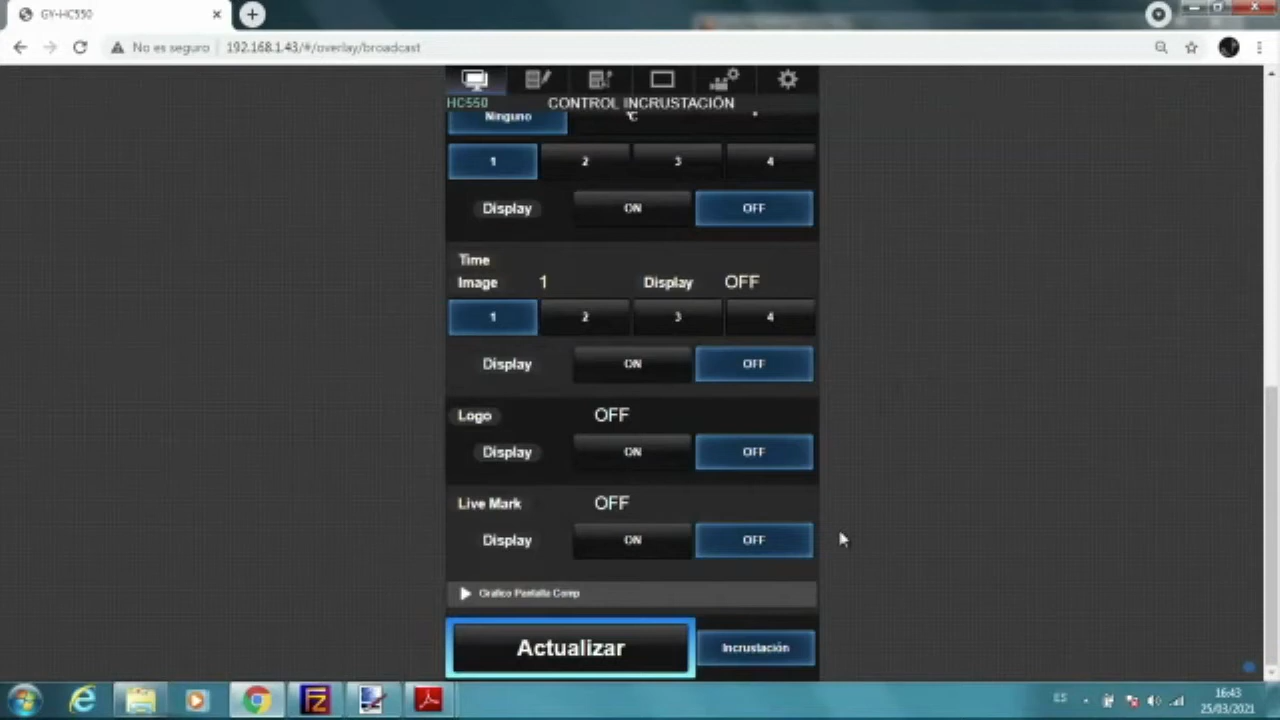 GY-HC550
No es seguro 192.168.1.43/#/overlay/broadcast
HC550 CONTROL INCRUSTACIÓN
Ninguno °C °
1 2 3 4
Display ON OFF
Time
Image 1 Display OFF
1 2 3 4
Display ON OFF
Logo OFF
Display ON OFF
Live Mark OFF
Display ON OFF
Grafico Pantalla Comp
Actualizar Incrustación
ES 16:43
25/03/2021